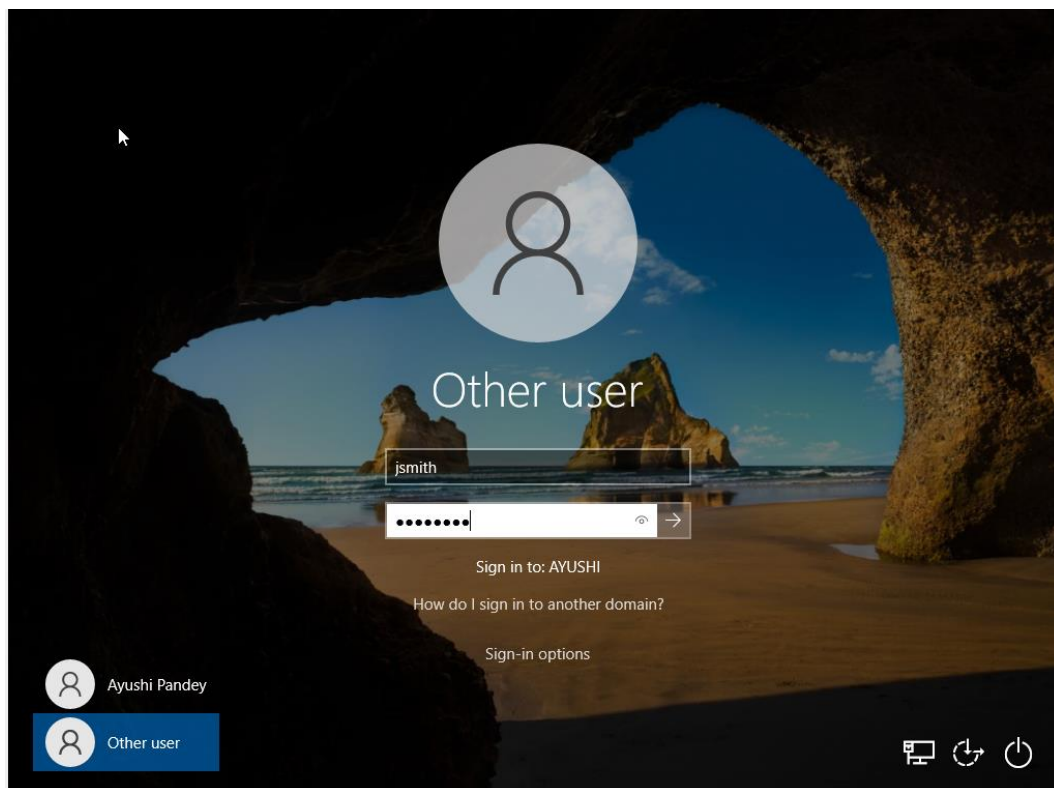 Other user
jsmith
Sign in to: AYUSHI
How do I sign in to another domain?
Sign-in options
Ayushi Pandey
Other user